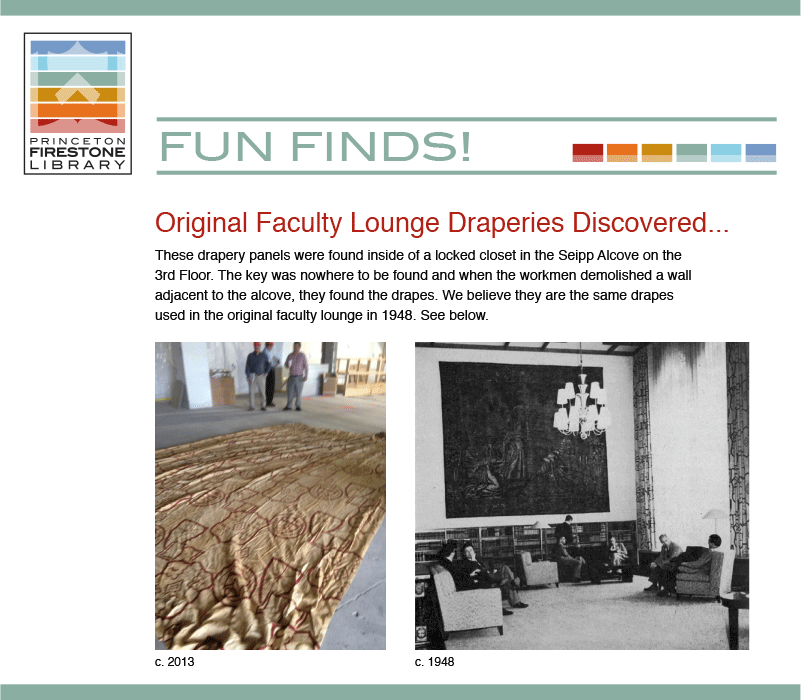 PRINCETON
FIRESTONE
LIBRARY
FUN FINDS!
Original Faculty Lounge Draperies Discovered...
These drapery panels were found inside of a locked closet in the Seipp Alcove on the
3rd Floor. The key was nowhere to be found and when the workmen demolished a wall
adjacent to the alcove, they found the drapes. We believe they are the same drapes
used in the original faculty lounge in 1948. See below.
c. 2013
c. 1948